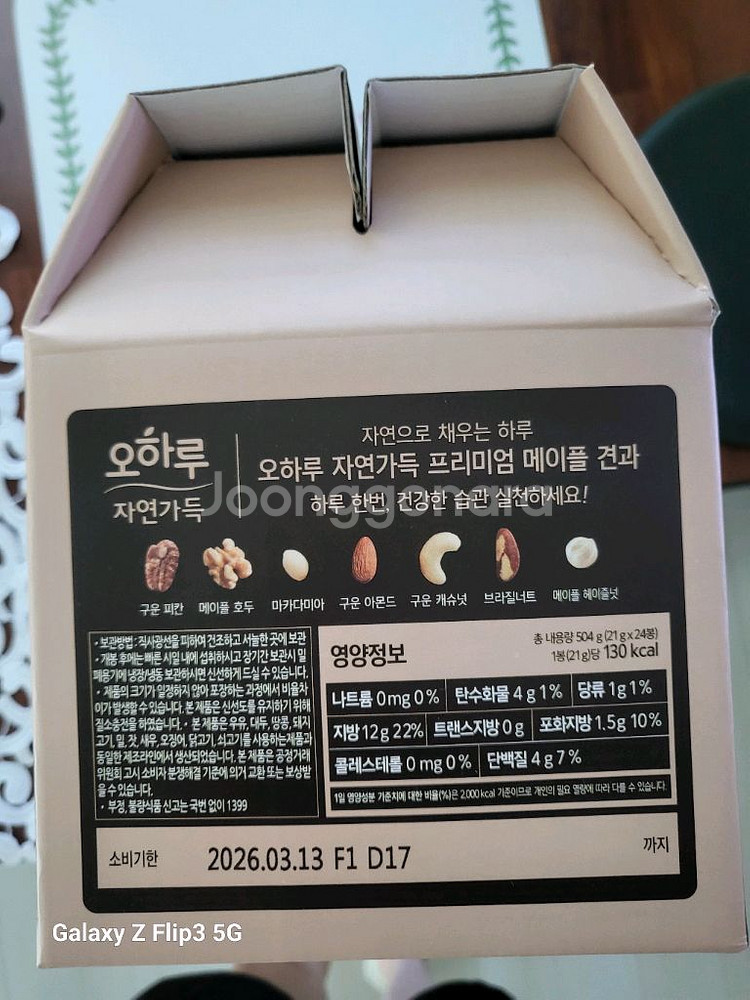 오하루
자연가득
자연으로 채우는 하루
오하루 자연가득 프리미엄 메이플 견과
하루 한번, 건강한 습관 실천하세요!
Joonggonara
구운 피칸
메이플 호두
마카다미아
구운 아몬드
구운 캐슈넛
브라질너트
메이플 헤이즐넛
· 보관방법 : 직사광선을 피하여 건조하고 서늘한 곳에 보관
· 개봉 후에는 빠른 시일 내에 섭취하시고 장기간 보관시 밀
폐용기에 냉장/냉동 보관하시면 신선하게 드실 수 있습니다.
· 제품의 크기가 일정하지 않아 포장하는 과정에서 비율차
이가 발생할 수 있습니다. 본 제품은 신선도를 유지하기 위해
질소충전을 하였습니다. · 본 제품은 우유, 대두, 땅콩, 돼지
고기, 밀, 잣, 새우, 오징어, 닭고기, 쇠고기를 사용하는제품과
동일한 제조라인에서 생산되었습니다. 본 제품은 공정거래
위원회 고시 소비자 분쟁해결 기준에 의거 교환 또는 보상받
을 수 있습니다.
· 부정, 불량식품 신고는 국번 없이 1399
영양정보
총 내용량 504 g (21 g x 24봉)
1봉(21 g)당 130 kcal
나트륨 0 mg 0 % 탄수화물 4 g 1 % 당류 1 g 1 %
지방 12 g 22% 트랜스지방 0 g 포화지방 1.5 g 10 %
콜레스테롤 0 mg 0 % 단백질 4 g 7 %
1일 영양성분 기준치에 대한 비율(%)은 2,000 kcal 기준이므로 개인의 필요 열량에 따라 다를 수 있습니다.
소비기한 2026.03.13 F1 D17 까지
Galaxy Z Flip3 5G